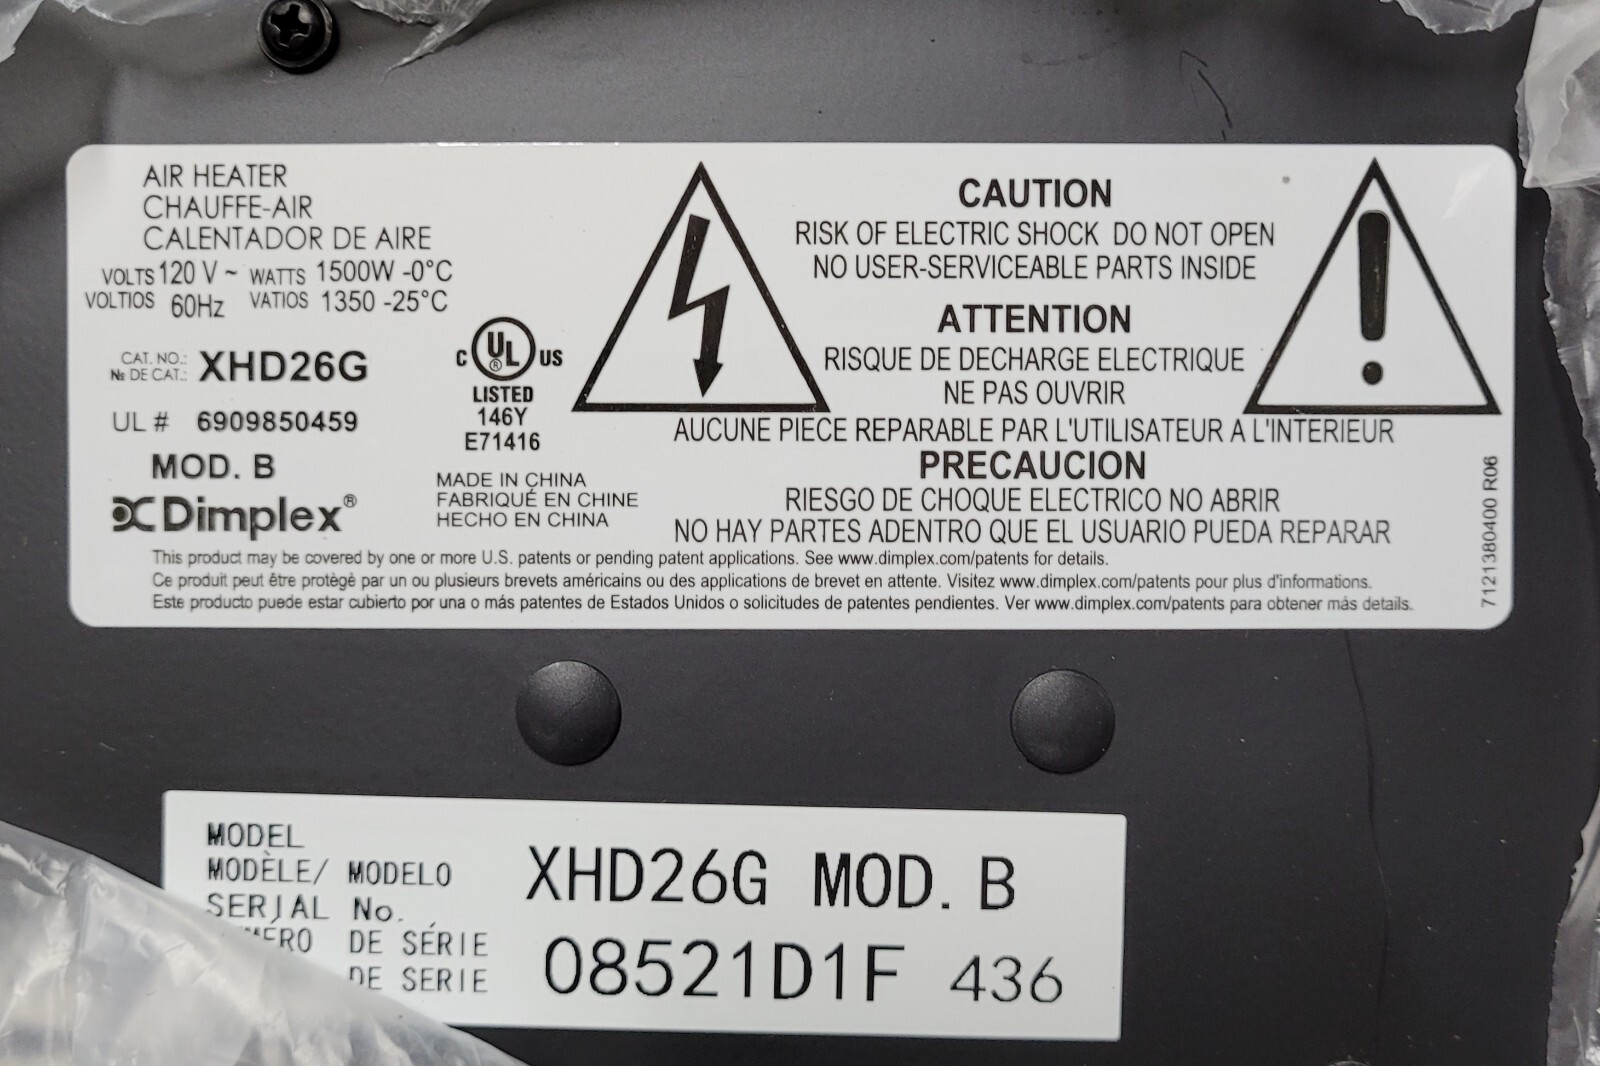 AIR HEATER
CHAUFFE-AIR
CALENTADOR DE AIRE
VOLTS 120 V ~ WATTS 1500W -0°C
VOLTIOS 60Hz VATIOS 1350 -25°C
CAT. NO.: XHD26G
Nº DE CAT.:
UL # 6909850459
MOD. B
Dimplex®
C UL® US
LISTED
146Y
E71416
MADE IN CHINA
FABRIQUÉ EN CHINE
HECHO EN CHINA
CAUTION
RISK OF ELECTRIC SHOCK DO NOT OPEN
NO USER-SERVICEABLE PARTS INSIDE
ATTENTION
RISQUE DE DECHARGE ELECTRIQUE
NE PAS OUVRIR
AUCUNE PIECE REPARABLE PAR L'UTILISATEUR A L'INTERIEUR
PRECAUCION
RIESGO DE CHOQUE ELECTRICO NO ABRIR
NO HAY PARTES ADENTRO QUE EL USUARIO PUEDA REPARAR
This product may be covered by one or more U.S. patents or pending patent applications. See www.dimplex.com/patents for details.
Ce produit peut être protègè par un ou plusieurs brevets américains ou des applications de brevet en attente. Visitez www.dimplex.com/patents pour plus d'informations.
Este producto puede estar cubierto por una o más patentes de Estados Unidos o solicitudes de patentes pendientes. Ver www.dimplex.com/patents para obtener más details.
7121380400 R06
MODEL
MODÈLE/ MODELO XHD26G MOD. B
SERIAL No.
DE SÉRIE 08521D1F 436
DE SERIE